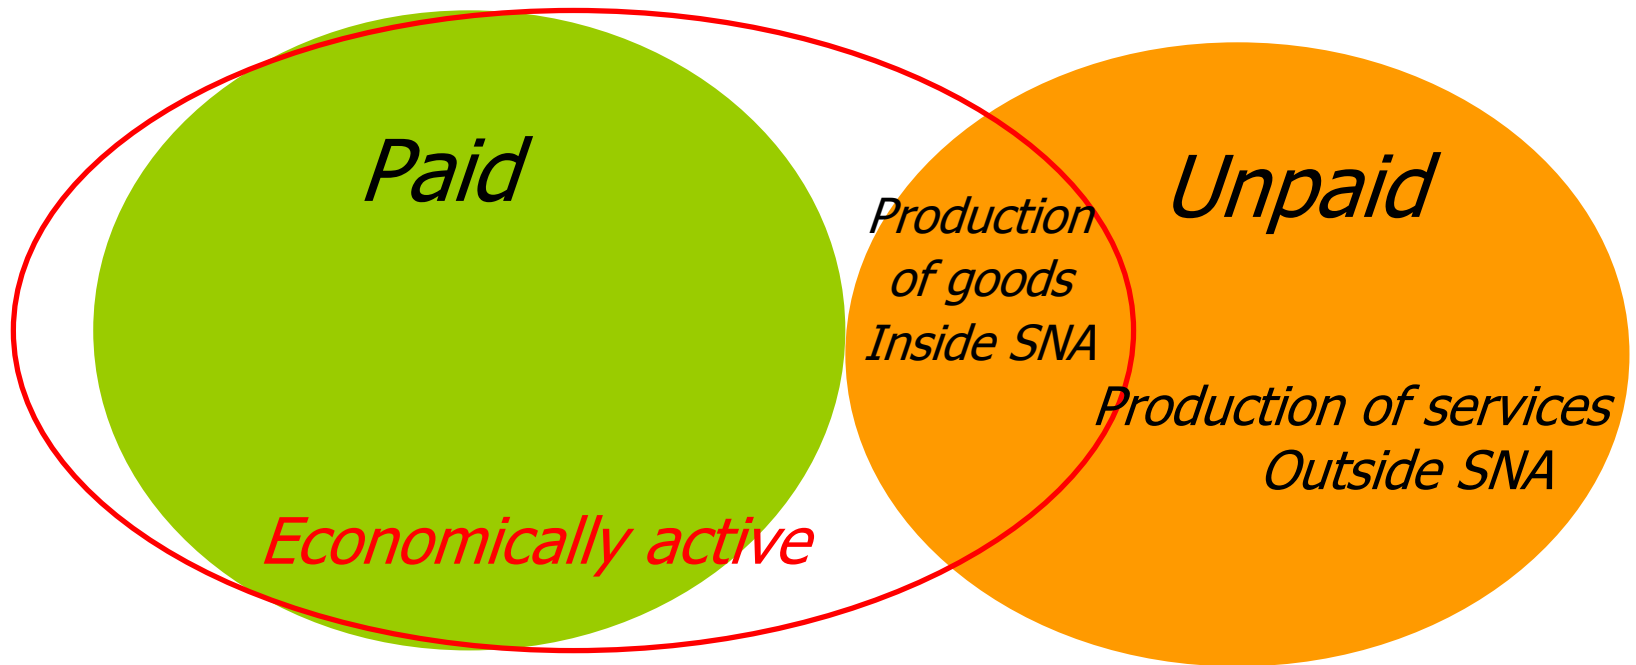 Paid
Unpaid
Production
of goods
Inside SNA
Production of services
Outside SNA
Economically active